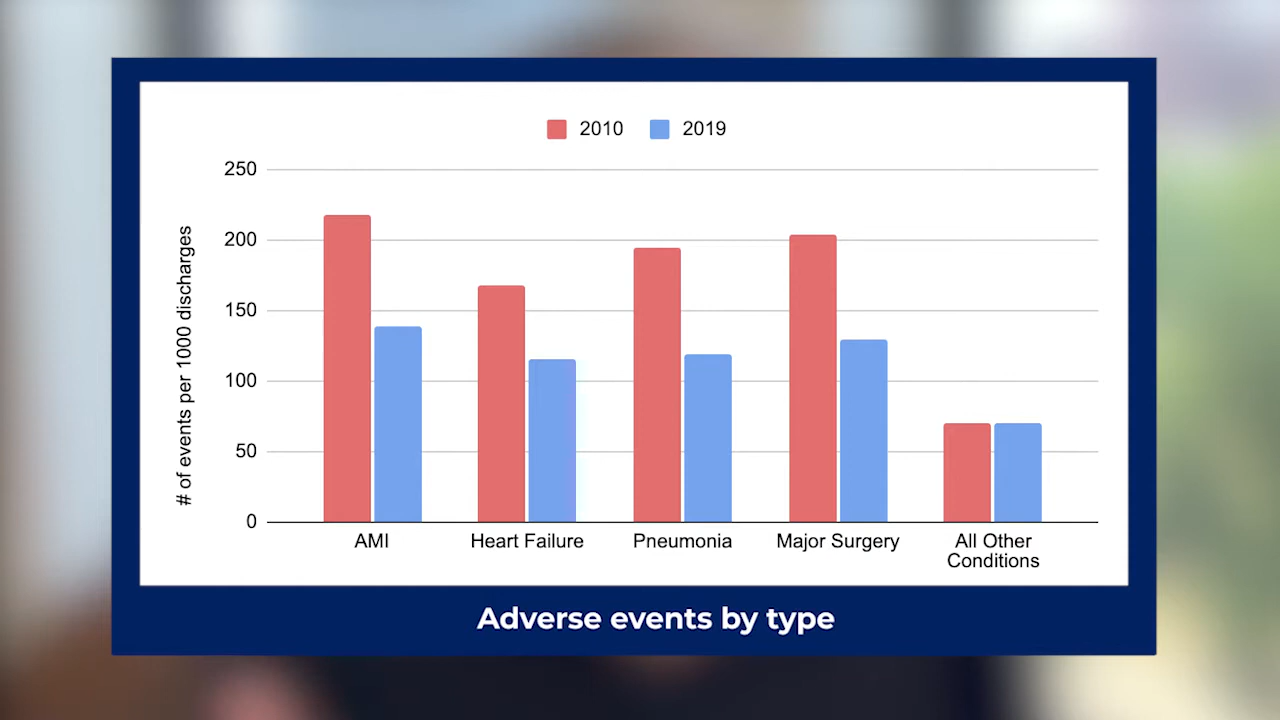 2010 2019
250
200
150
100
50
0
# of events per 1000 discharges
AMI Heart Failure Pneumonia Major Surgery All Other
Conditions
Adverse events by type